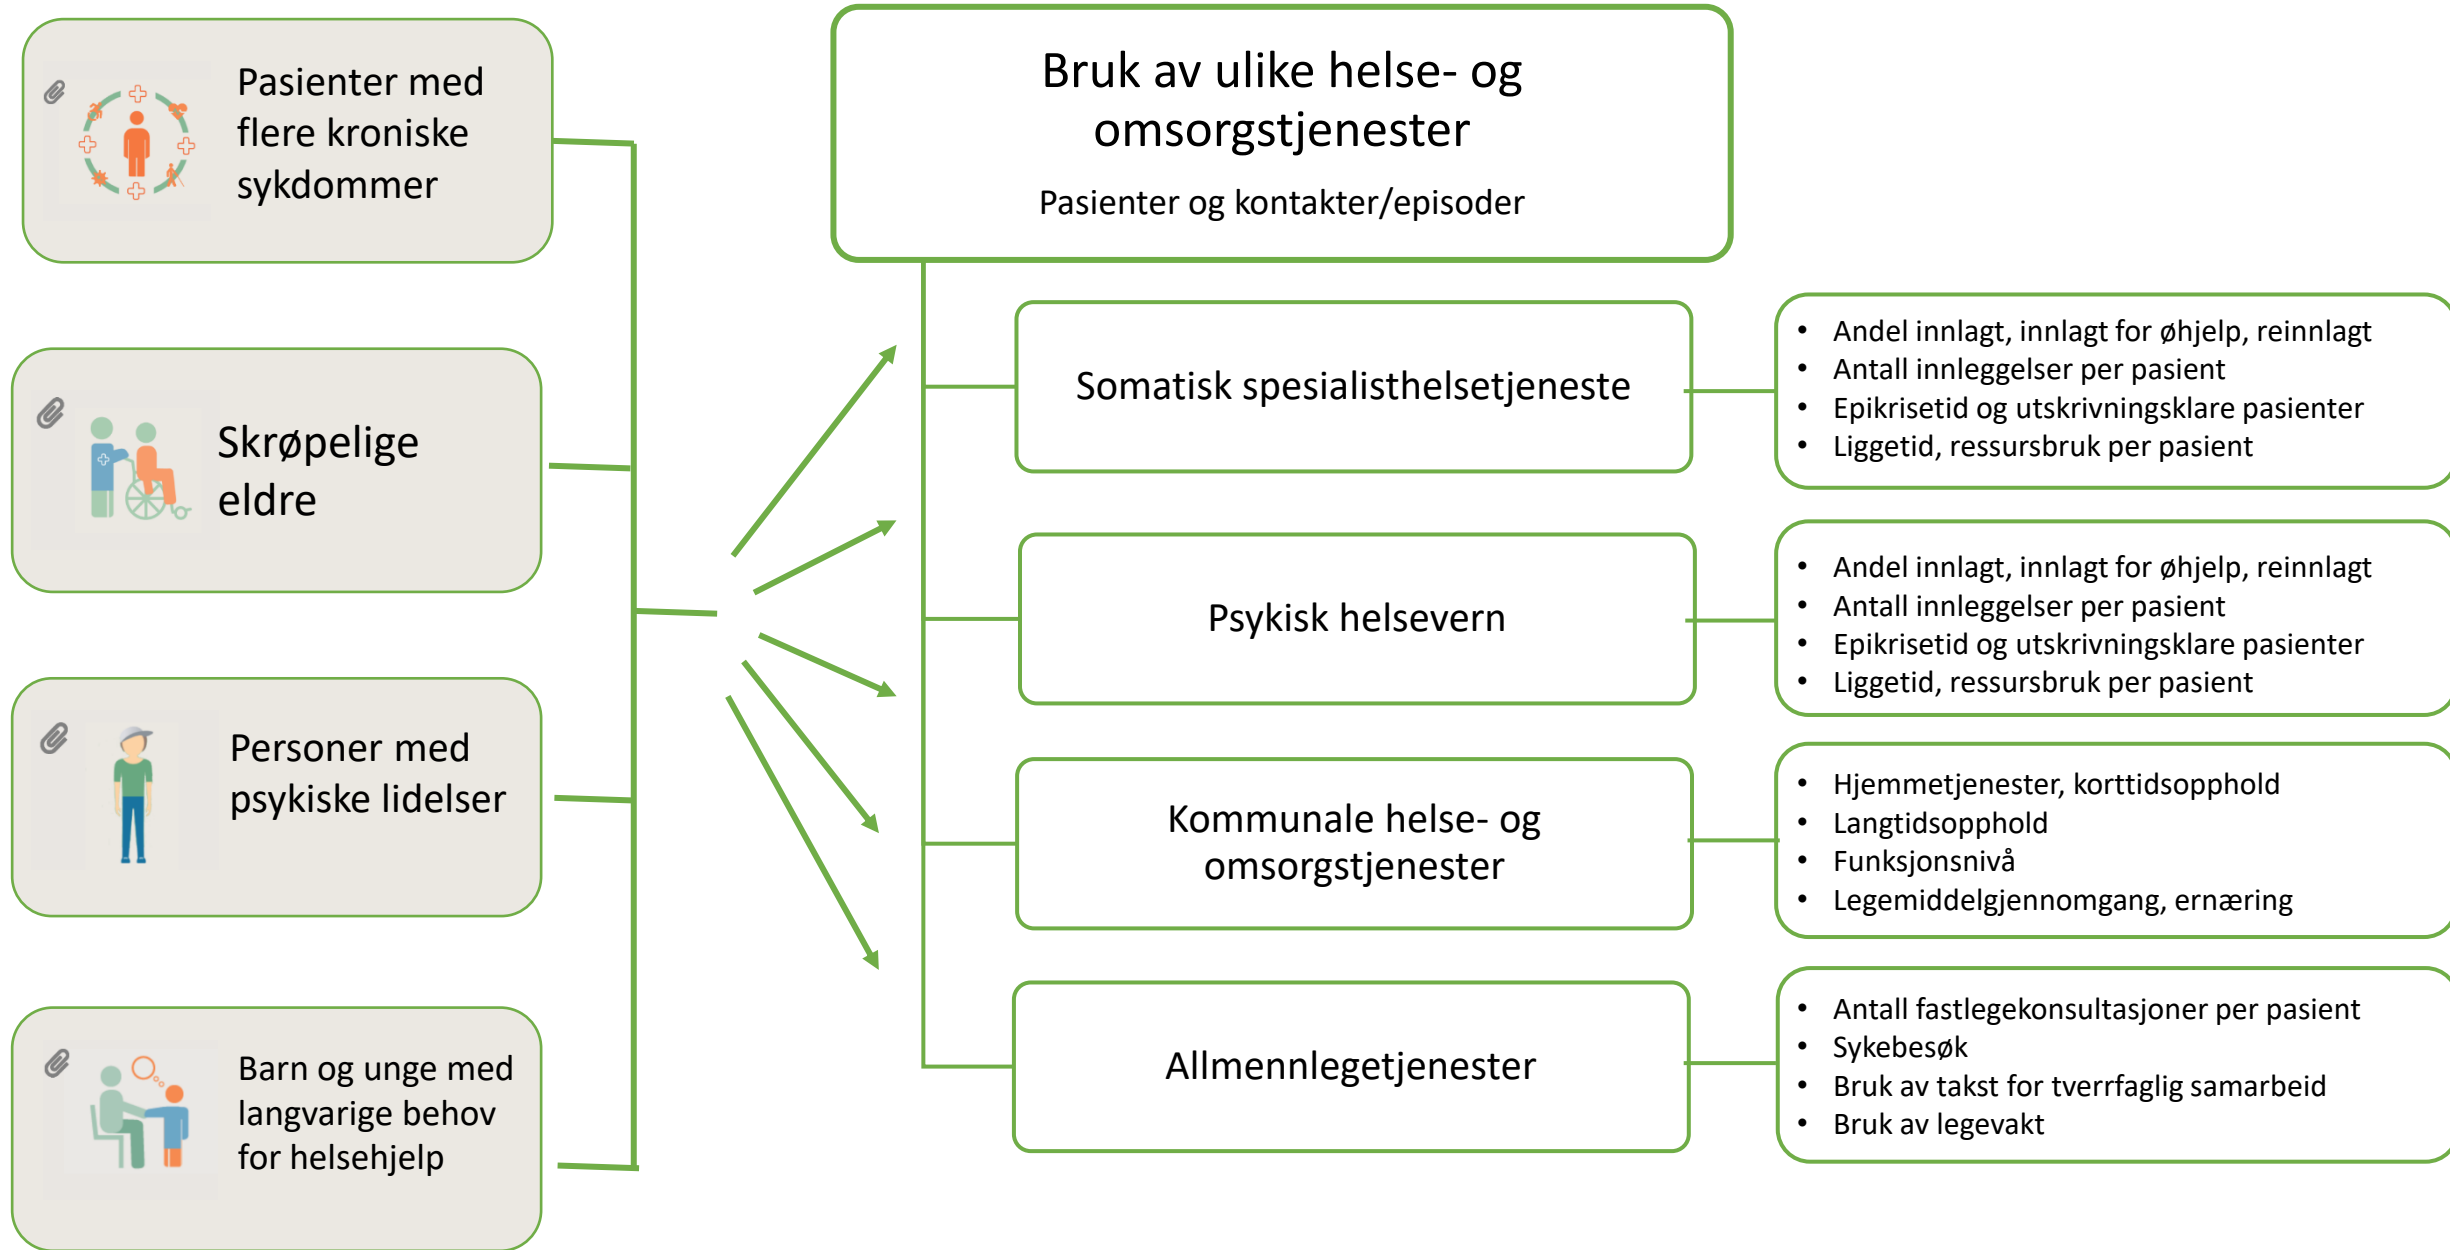 Pasienter med
flere kroniske
sykdommer
Skrøpelige
eldre
Personer med
psykiske lidelser
Barn og unge med
langvarige behov
for helsehjelp
Bruk av ulike helse- og
omsorgstjenester
Pasienter og kontakter/episoder
Somatisk spesialisthelsetjeneste
• Andel innlagt, innlagt for øhjelp, reinnlagt
• Antall innleggelser per pasient
• Epikrisetid og utskrivningsklare pasienter
• Liggetid, ressursbruk per pasient
Psykisk helsevern
• Andel innlagt, innlagt for øhjelp, reinnlagt
• Antall innleggelser per pasient
• Epikrisetid og utskrivningsklare pasienter
• Liggetid, ressursbruk per pasient
Kommunale helse- og
omsorgstjenester
• Hjemmetjenester, korttidsopphold
• Langtidsopphold
• Funksjonsnivå
• Legemiddelgjennomgang, ernæring
Allmennlegetjenester
• Antall fastlegekonsultasjoner per pasient
• Sykebesøk
• Bruk av takst for tverrfaglig samarbeid
• Bruk av legevakt